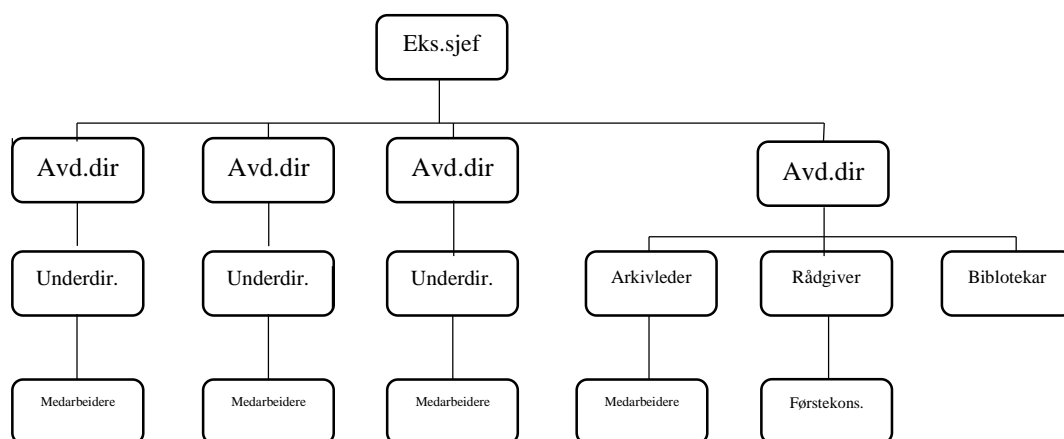 Eks.sjef
Avd.dir Avd.dir Avd.dir Avd.dir
Underdir. Underdir. Underdir. Arkivleder Rådgiver Biblotekar
Medarbeidere Medarbeidere Medarbeidere Medarbeidere Førstekons.